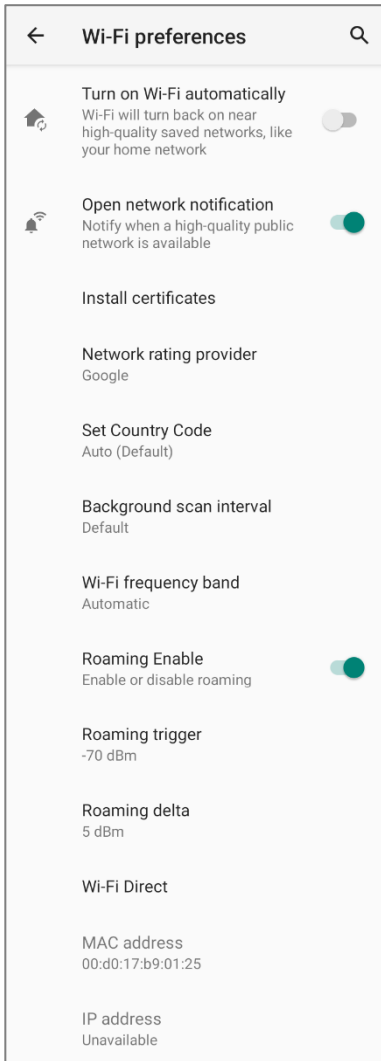 Wi-Fi preferences
Turn on Wi-Fi automatically
Wi-Fi will turn back on near
high-quality saved networks, like
your home network
Open network notification
Notify when a high-quality public
network is available
Install certificates
Network rating provider
Google
Set Country Code
Auto (Default)
Background scan interval
Default
Wi-Fi frequency band
Automatic
Roaming Enable
Enable or disable roaming
Roaming trigger
-70 dBm
Roaming delta
5 dBm
Wi-Fi Direct
MAC address
00:d0:17:b9:01:25
IP address
Unavailable